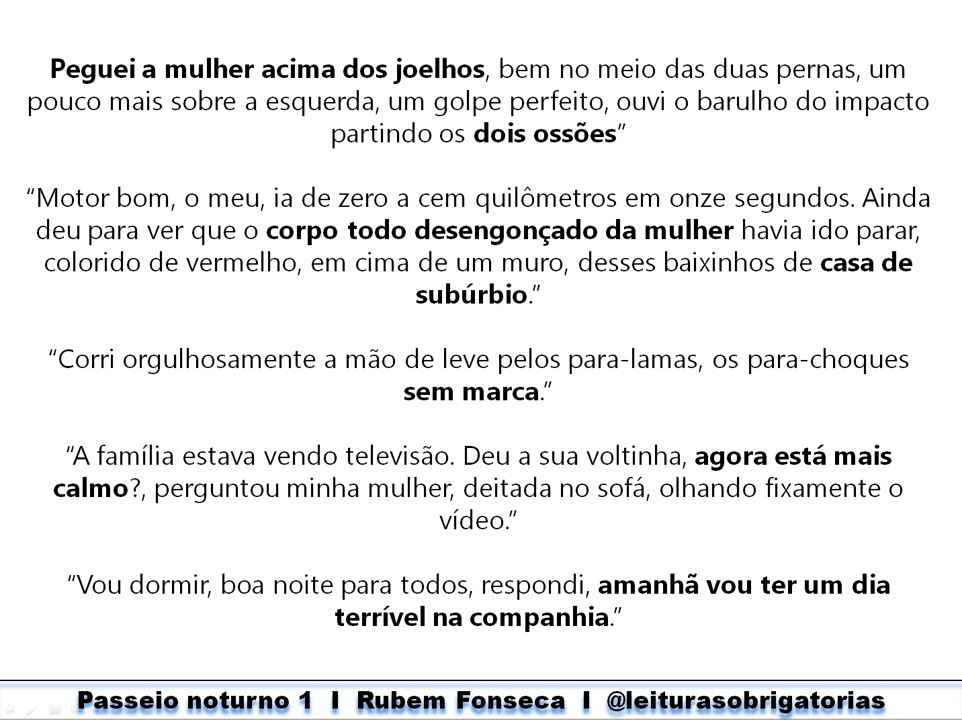 Peguei a mulher acima dos joelhos, bem no meio das duas pernas, um
pouco mais sobre a esquerda, um golpe perfeito, ouvi o barulho do impacto
partindo os dois ossões”
“Motor bom, o meu, ia de zero a cem quilômetros em onze segundos. Ainda
deu para ver que o corpo todo desengonçado da mulher havia ido parar,
colorido de vermelho, em cima de um muro, desses baixinhos de casa de
subúrbio.”
“Corri orgulhosamente a mão de leve pelos para-lamas, os para-choques
sem marca.”
“A família estava vendo televisão. Deu a sua voltinha, agora está mais
calmo?, perguntou minha mulher, deitada no sofá, olhando fixamente o
vídeo.”
“Vou dormir, boa noite para todos, respondi, amanhã vou ter um dia
terrível na companhia.”
Passeio noturno 1 I Rubem Fonseca I @leiturasobrigatorias